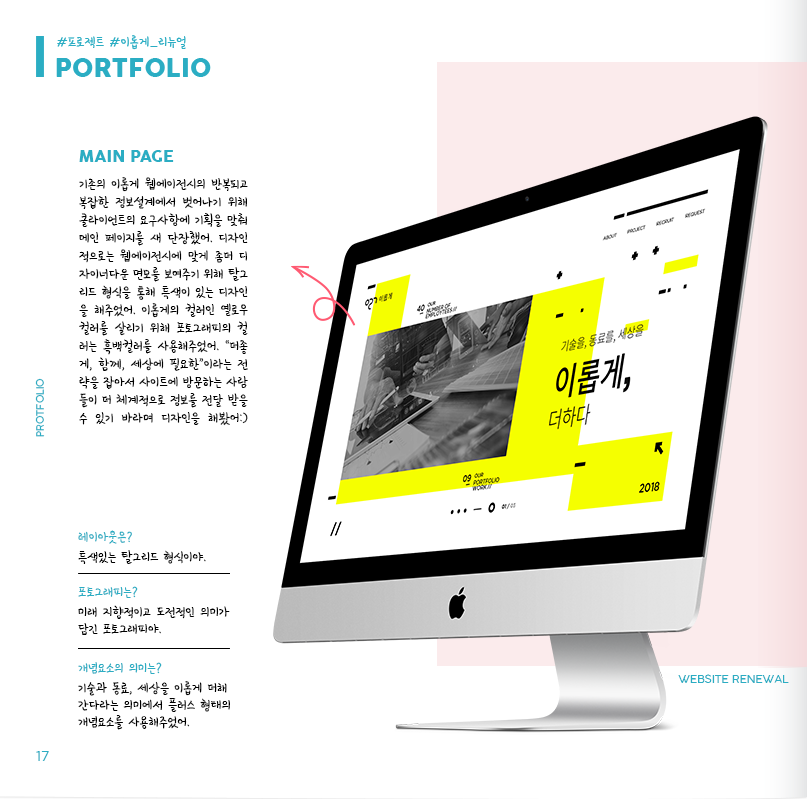 #프로젝트 #이롭게_리뉴얼
PORTFOLIO
MAIN PAGE
기존의 이롭게 웹에이전시의 반복되고
복잡한 정보설계에서 벗어나기 위해
클라이언트의 요구사항에 기획을 맞춰
메인 페이지를 새 단장했어. 디자인
적으로는 웹에이전시에 맞게 좀더 디
자이너다운 면모를 보여주기 위해 탈그
리드 형식을 통해 특색이 있는 디자인
을 해주었어. 이롭게의 컬러인 옐로우
컬러를 살리기 위해 포토그래피의 컬
러는 흑백컬러를 사용해주었어. “더좋
게, 함께, 세상에 필요한”이라는 전
략을 잡아서 사이트에 방문하는 사람
들이 더 체계적으로 정보를 전달 받을
수 있기 바라며 디자인을 해봤어:)
PROTFOLIO
레이아웃은?
특색있는 탈그리드 형식이야.
포토그래피는?
미래 지향적이고 도전적인 의미가
담긴 포토그래피야.
개념요소의 의미는?
기술과 동료, 세상을 이롭게 더해
간다라는 의미에서 플러스 형태의
개념요소를 사용해주었어.
17
ABOUT PROJECT RECRUIT REQUEST
이롭게
40 OUR
NUMBER OF
EMPLOYTEES //
기술을, 동료를, 세상을
이롭게,
더하다
09 OUR
PORTFOLIO
WORK //
01 / 03
2018
//
WEBSITE RENEWAL